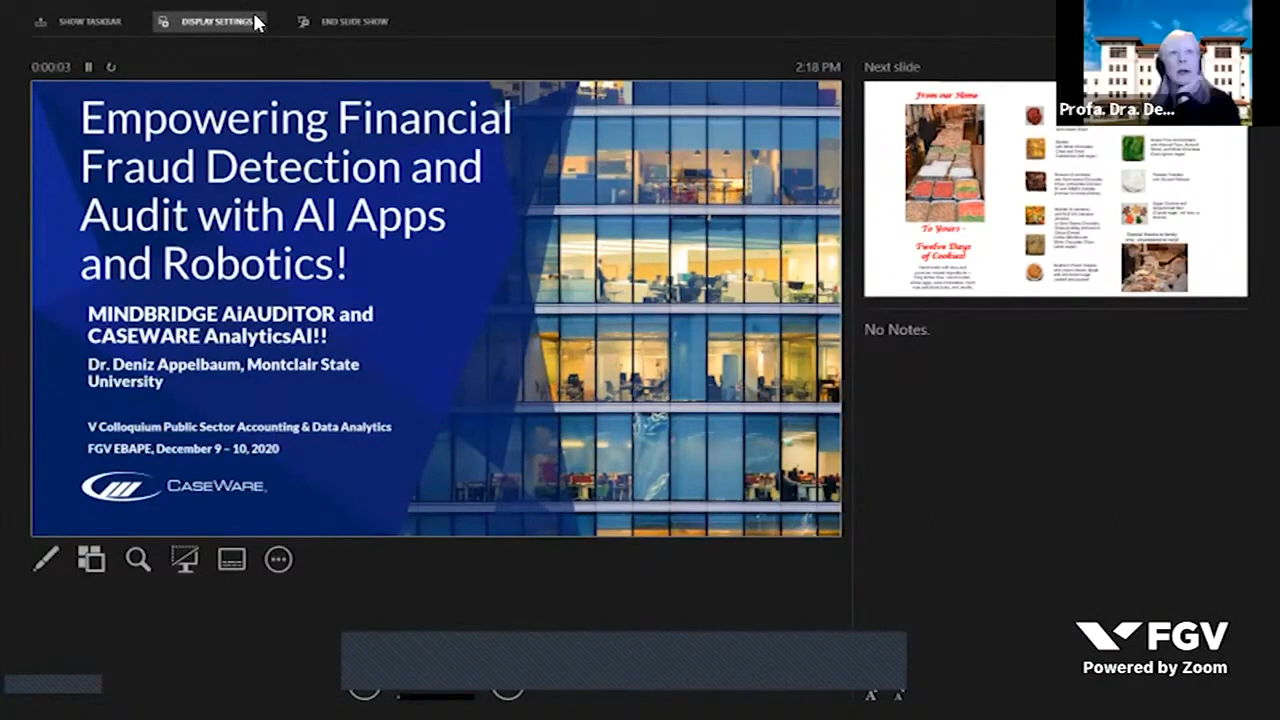 SHOW TASKBAR
DISPLAY SETTINGS
END SLIDE SHOW
0:00:03
2:18 PM
Next slide
Empowering Financial
Fraud Detection and
Audit with AI Apps
and Robotics!
MINDBRIDGE AiAUDITOR and
CASEWARE AnalyticsAI!!
Dr. Deniz Appelbaum, Montclair State
University
V Colloquium Public Sector Accounting & Data Analytics
FGV EBAPE, December 9 – 10, 2020
CASEWARE
From our Home
To Yours -
Twelve Days
of Cookies!
Profa. Dra. De...
No Notes.
FGV
Powered by Zoom